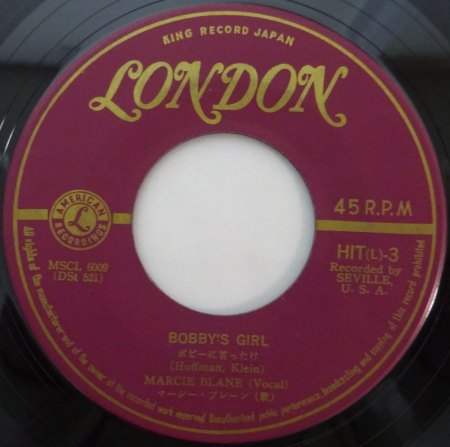 KING RECORD JAPAN
LONDON
AMERICAN
L
RECORDINGS
45 R.P.M
MSCL 6009
(DSt 521)
HIT(L)-3
Recorded by
SEVILLE,
U. S. A.
BOBBY'S GIRL
ボビーに首ったけ
(Hoffman, Klein)
MARCIE BLANE (Vocal)
マーシー・ブレーン (歌)
All rights of the manufacturer and of the owner of the recorded work reserved Unauthorised public performance, broadcasting and copying of this record prohibited